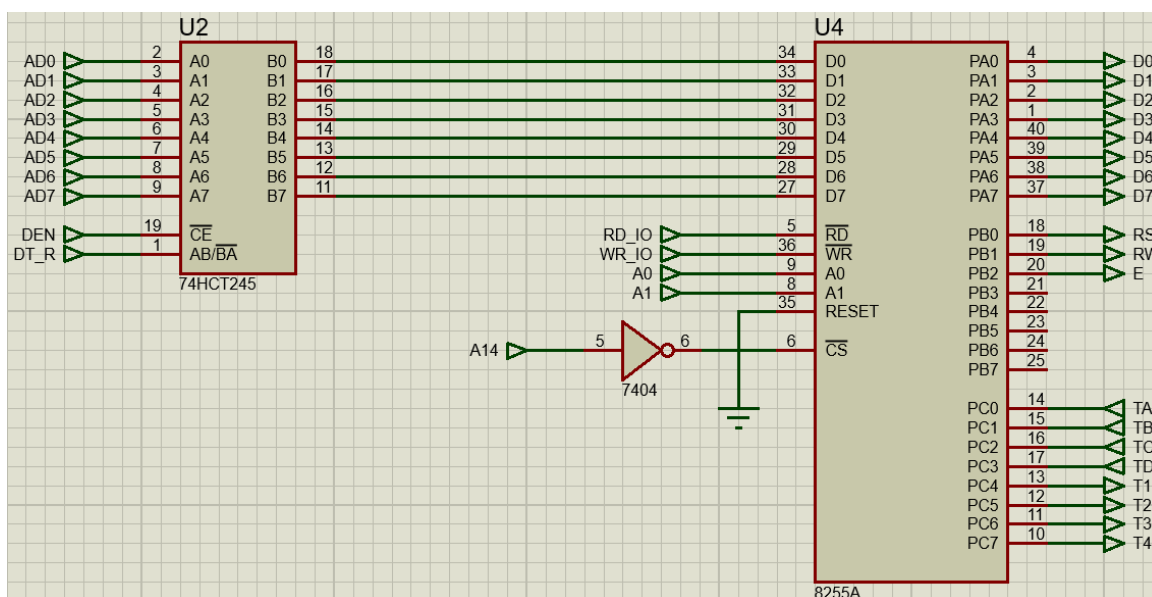 U2 U4
AD0 2 A0 B0 18 34 D0 PA0 4 D0
AD1 3 A1 B1 17 33 D1 PA1 3 D1
AD2 4 A2 B2 16 32 D2 PA2 2 D2
AD3 5 A3 B3 15 31 D3 PA3 1 D3
AD4 6 A4 B4 14 30 D4 PA4 40 D4
AD5 7 A5 B5 13 29 D5 PA5 39 D5
AD6 8 A6 B6 12 28 D6 PA6 38 D6
AD7 9 A7 B7 11 27 D7 PA7 37 D7
DEN 19 CE RD_IO 5 RD PB0 18 RS
DT_R 1 AB/BA WR_IO 36 WR PB1 19 RW
74HCT245 A0 9 A0 PB2 20 E
A1 8 A1 PB3 21
35 RESET PB4 22
PB5 23
A14 5 6 6 CS PB6 24
7404 PB7 25
PC0 14 TA
PC1 15 TB
PC2 16 TC
PC3 17 TD
PC4 13 T1
PC5 12 T2
PC6 11 T3
PC7 10 T4
8255A